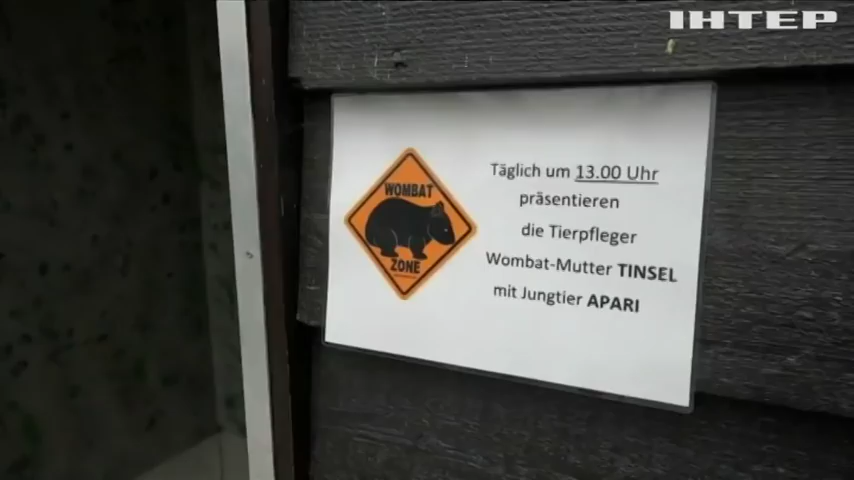 ІНТЕР
WOMBAT
ZONE
Täglich um 13.00 Uhr
präsentieren
die Tierpfleger
Wombat-Mutter TINSEL
mit Jungtier APARI